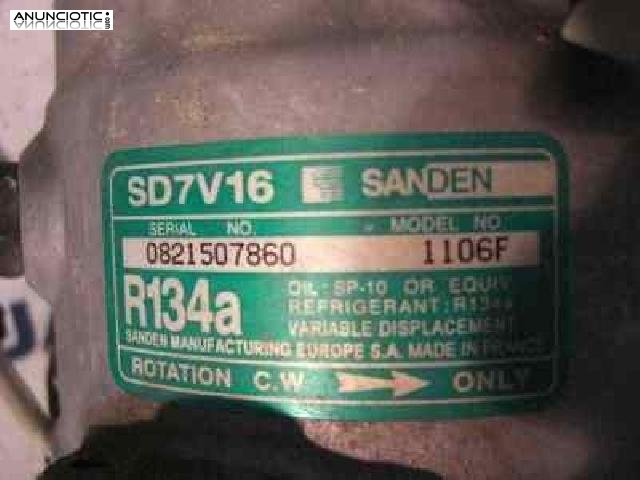 ANUNCIOTIC.es
SD7V16 SANDEN
SERIAL NO. MODEL NO.
0821507860 1106F
R134a
OIL : SP-10 OR EQUIV
REFRIGERANT : R134a
VARIABLE DISPLACEMENT
SANDEN MANUFACTURING EUROPE S.A. MADE IN FRANCE
ROTATION C.W ONLY